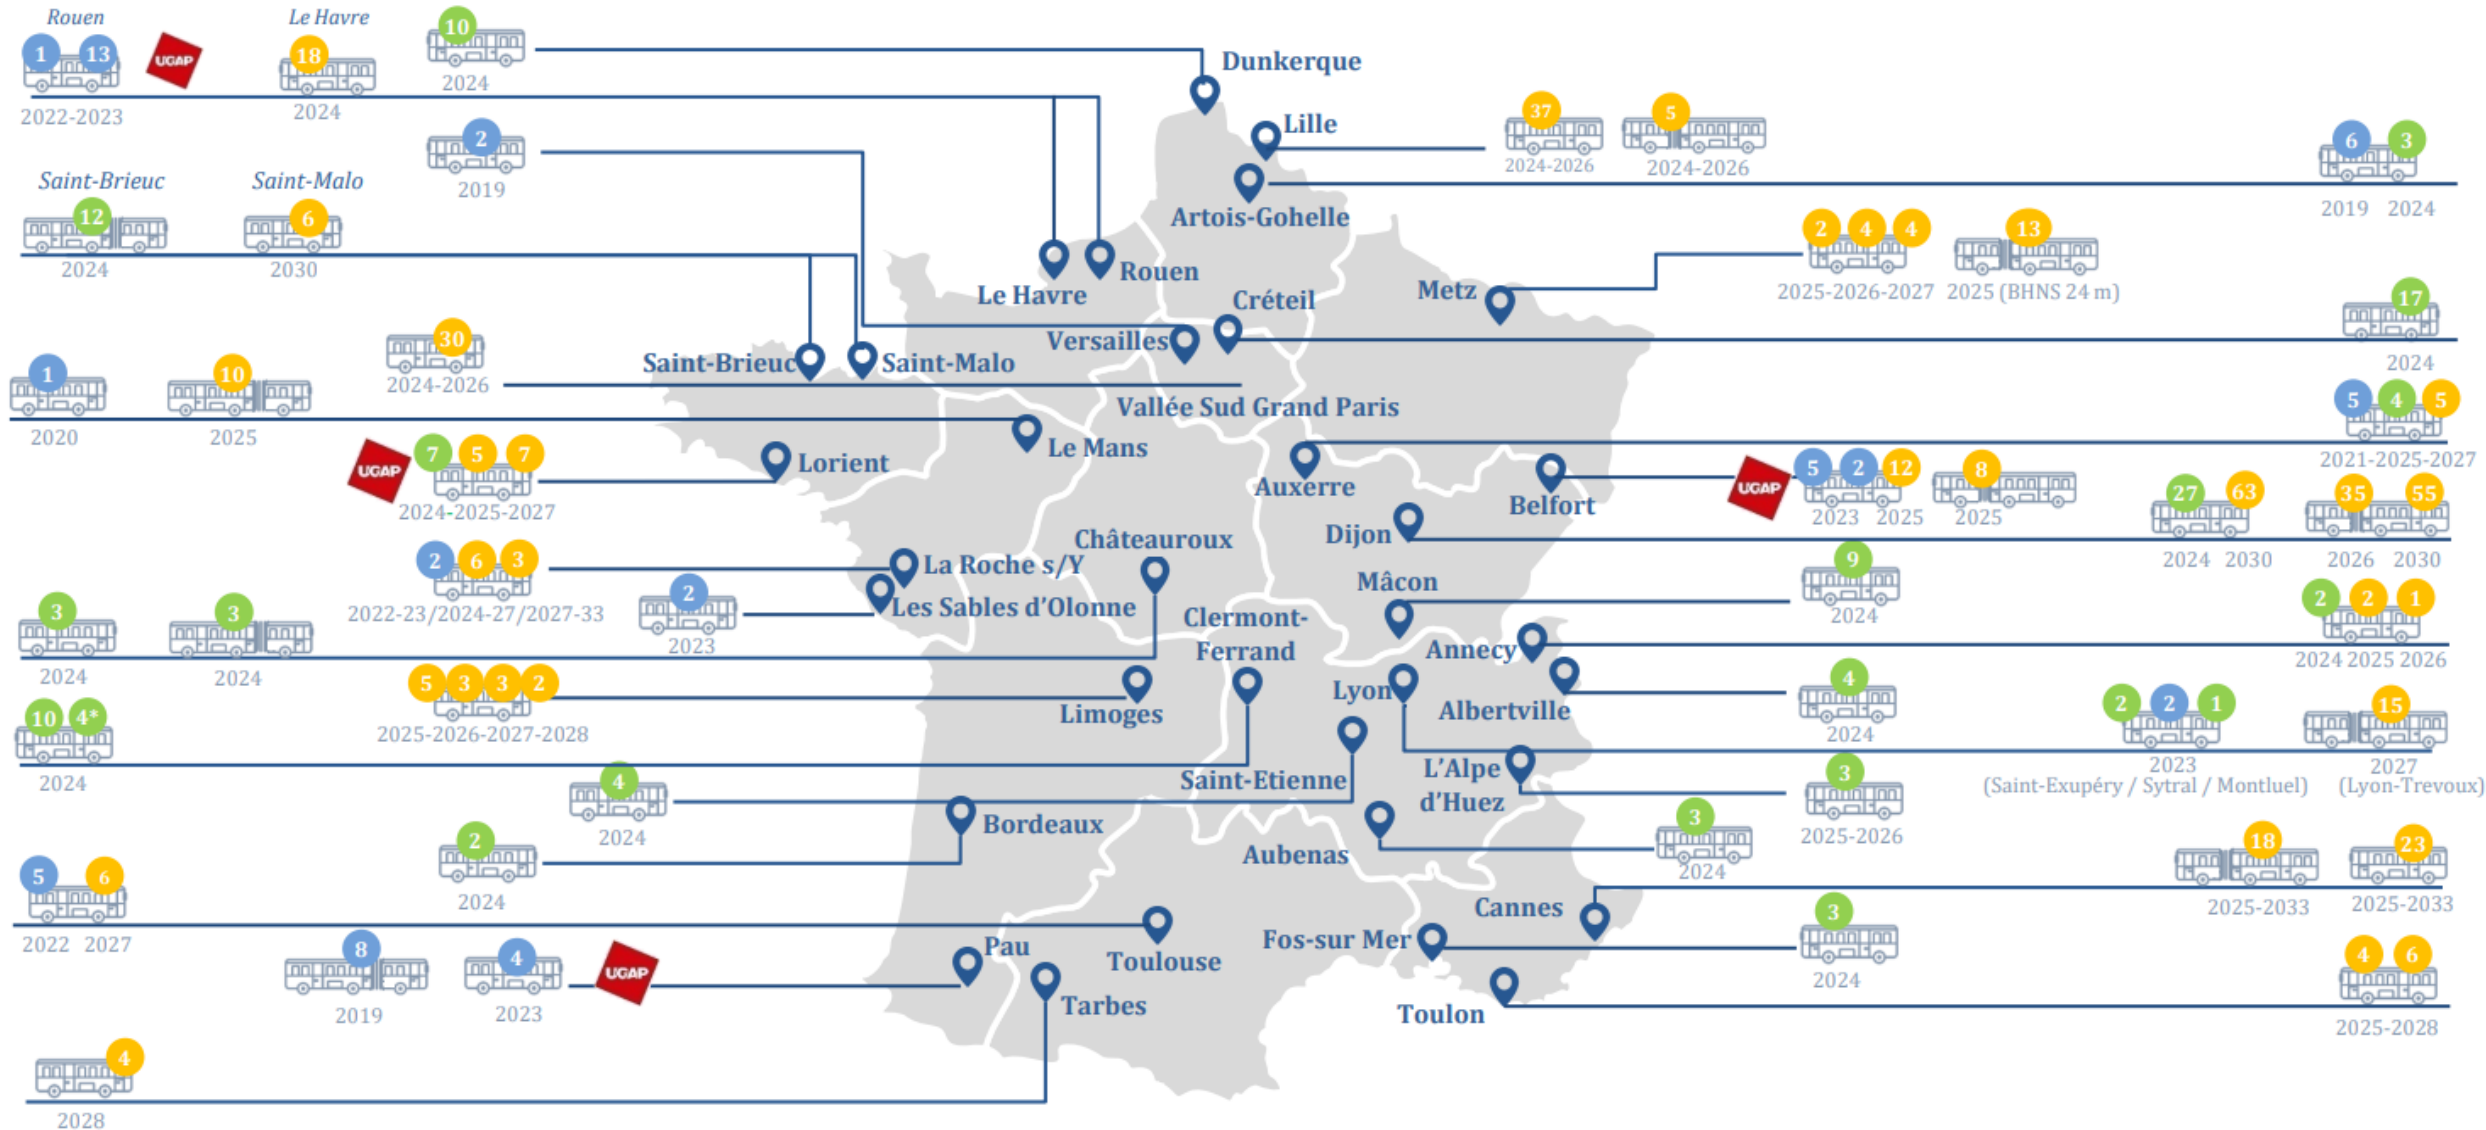 Rouen
1 13
UGAP
2022-2023
Le Havre
18
2024
10
2024
Dunkerque
2
2019
Saint-Brieuc
12
2024
Saint-Malo
6
2030
Lille
37
2024-2026
5
2024-2026
6 3
2019 2024
Artois-Gohelle
Le Havre
Rouen
Créteil
Versailles
Metz
2 4 4
2025-2026-2027
13
2025 (BHNS 24 m)
17
2024
Saint-Brieuc
Saint-Malo
30
2024-2026
Vallée Sud Grand Paris
1
2020
10
2025
Le Mans
5 4 5
2021-2025-2027
Auxerre
UGAP
7 5 7
2024-2025-2027
Lorient
Belfort
UGAP
5 2 12
2023 2025
8
2025
Dijon
27 63
2024 2030
35 55
2026 2030
2 6 3
2022-23/2024-27/2027-33
La Roche s/Y
2
2023
Les Sables d'Olonne
Châteauroux
3
2024
3
2024
Mâcon
9
2024
Clermont-
Ferrand
Annecy
2 2 1
2024 2025 2026
5 3 3 2
2025-2026-2027-2028
Limoges
Lyon
Albertville
4
2024
10 4*
2024
2 2 1
2023
(Saint-Exupéry / Sytral / Montluel)
15
2027
(Lyon-Trevoux)
Saint-Etienne
4
2024
L'Alpe
d'Huez
3
2025-2026
Bordeaux
2
2024
Aubenas
3
2024
18
2025-2033
23
2025-2033
Cannes
5 6
2022 2027
Toulouse
Fos-sur Mer
3
2024
8
2019
4
2023
UGAP
Pau
Tarbes
Toulon
4 6
2025-2028
4
2028